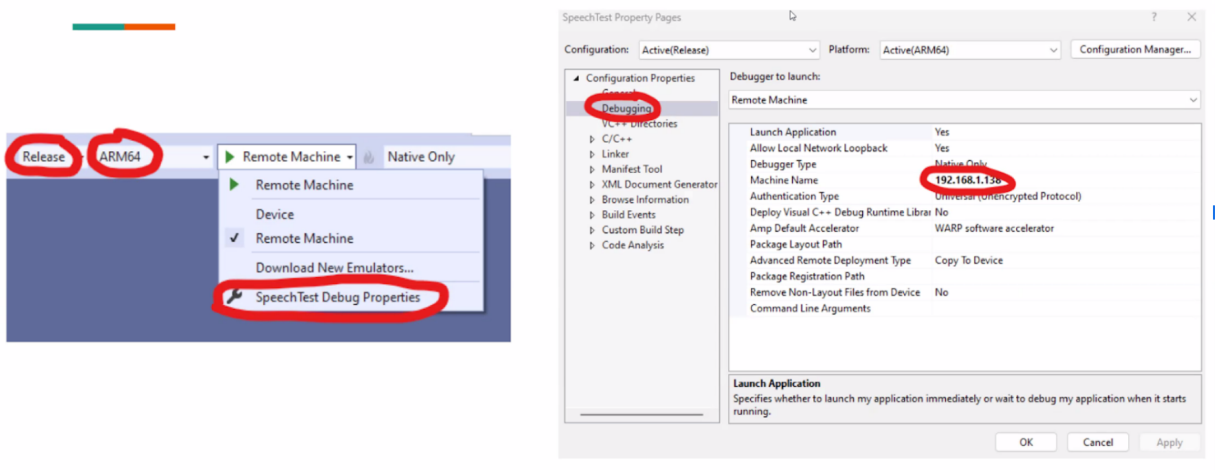 Release
ARM64
Remote Machine
Native Only
Remote Machine
Device
Remote Machine
Download New Emulators...
SpeechTest Debug Properties
SpeechTest Property Pages
?
Configuration: Active(Release) Platform: Active(ARM64) Configuration Manager...
Configuration Properties
General
Debugging
VC++ Directories
C/C++
Linker
Manifest Tool
XML Document Generator
Browse Information
Build Events
Custom Build Step
Code Analysis
Debugger to launch:
Remote Machine
Launch Application Yes
Allow Local Network Loopback Yes
Debugger Type Native Only
Machine Name 192.168.1.138
Authentication Type Universal (Unencrypted Protocol)
Deploy Visual C++ Debug Runtime Librar No
Amp Default Accelerator WARP software accelerator
Package Layout Path
Advanced Remote Deployment Type Copy To Device
Package Registration Path
Remove Non-Layout Files from Device No
Command Line Arguments
Launch Application
Specifies whether to launch my application immediately or wait to debug my application when it starts
running.
OK Cancel Apply